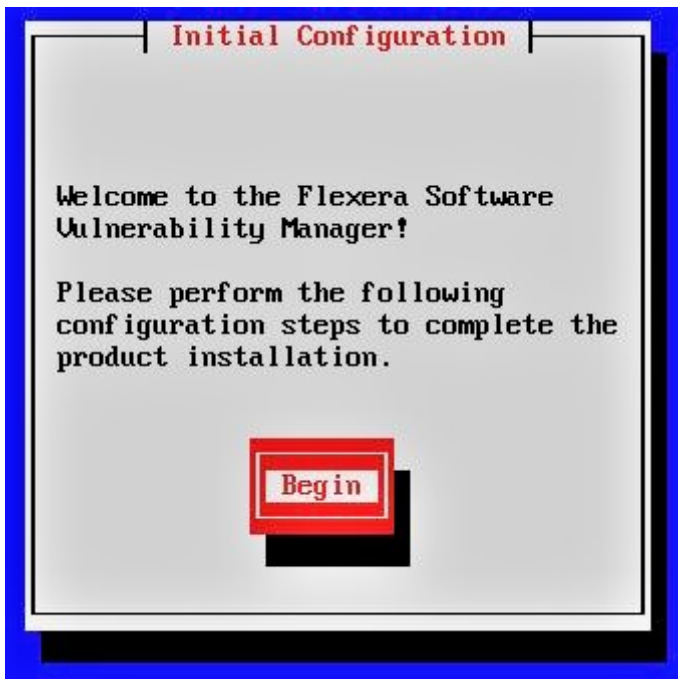 Initial Configuration
Welcome to the Flexera Software
Vulnerability Manager!
Please perform the following
configuration steps to complete the
product installation.
Begin